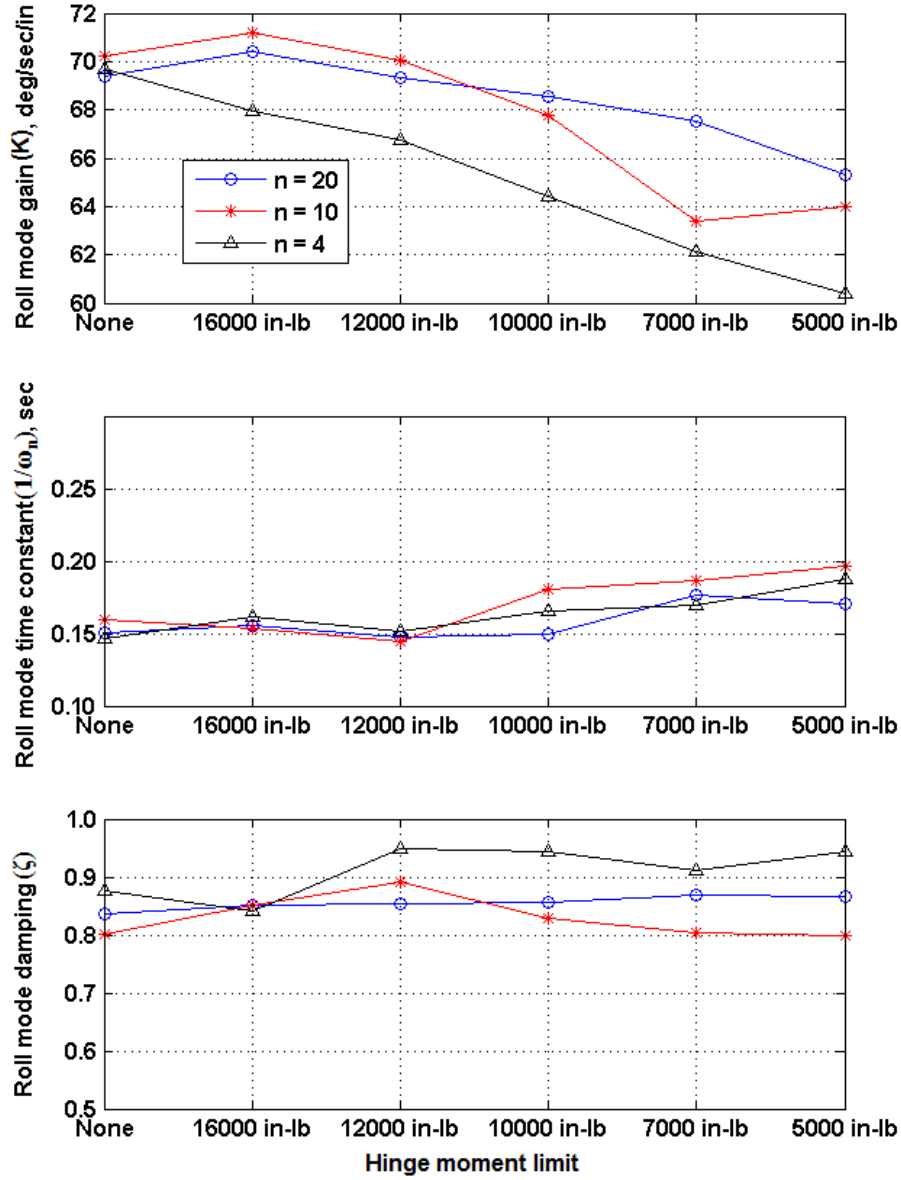 Roll mode gain(K), deg/sec/in
72
70
68
66
64
62
60
n = 20
n = 10
n = 4
None 16000 in-lb 12000 in-lb 10000 in-lb 7000 in-lb 5000 in-lb
Roll mode time constant(1/ωn), sec
0.25
0.20
0.15
0.10
None 16000 in-lb 12000 in-lb 10000 in-lb 7000 in-lb 5000 in-lb
Roll mode damping(ζ)
1.0
0.9
0.8
0.7
0.6
0.5
None 16000 in-lb 12000 in-lb 10000 in-lb 7000 in-lb 5000 in-lb
Hinge moment limit